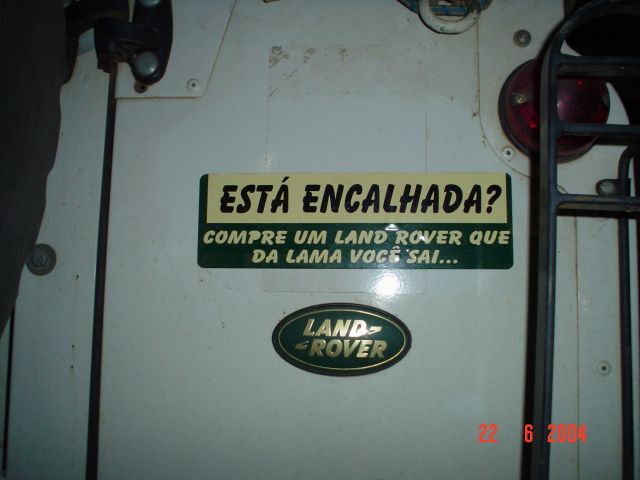 ESTÁ ENCALHADA?
COMPRE UM LAND ROVER QUE
DA LAMA VOCÊ SAI...
LAND-
-ROVER
22 6 2004